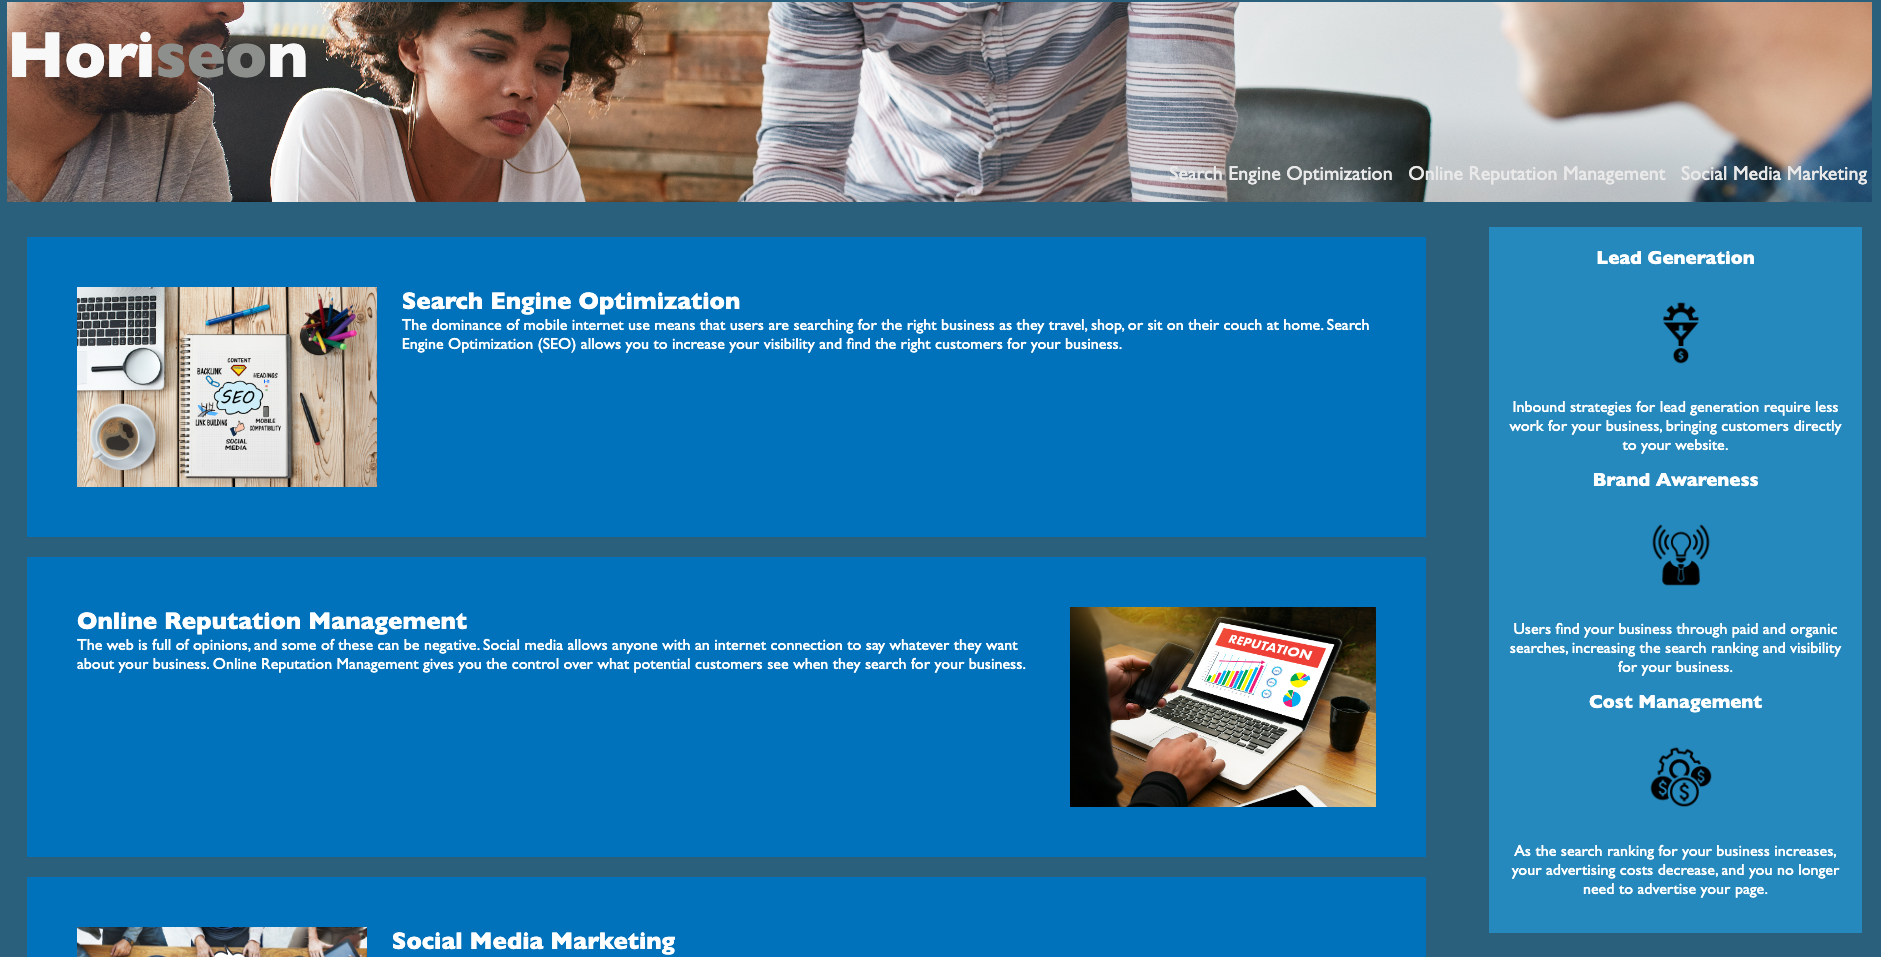 Horiseon
Search Engine Optimization Online Reputation Management Social Media Marketing
Search Engine Optimization
The dominance of mobile internet use means that users are searching for the right business as they travel, shop, or sit on their couch at home. Search
Engine Optimization (SEO) allows you to increase your visibility and find the right customers for your business.
CONTENT
BACKLINK
HEADINGS
SEO
LINK BUILDING
MOBILE
COMPATIBILITY
SOCIAL
MEDIA
Online Reputation Management
The web is full of opinions, and some of these can be negative. Social media allows anyone with an internet connection to say whatever they want
about your business. Online Reputation Management gives you the control over what potential customers see when they search for your business.
REPUTATION
Social Media Marketing
Lead Generation
Inbound strategies for lead generation require less
work for your business, bringing customers directly
to your website.
Brand Awareness
Users find your business through paid and organic
searches, increasing the search ranking and visibility
for your business.
Cost Management
As the search ranking for your business increases,
your advertising costs decrease, and you no longer
need to advertise your page.